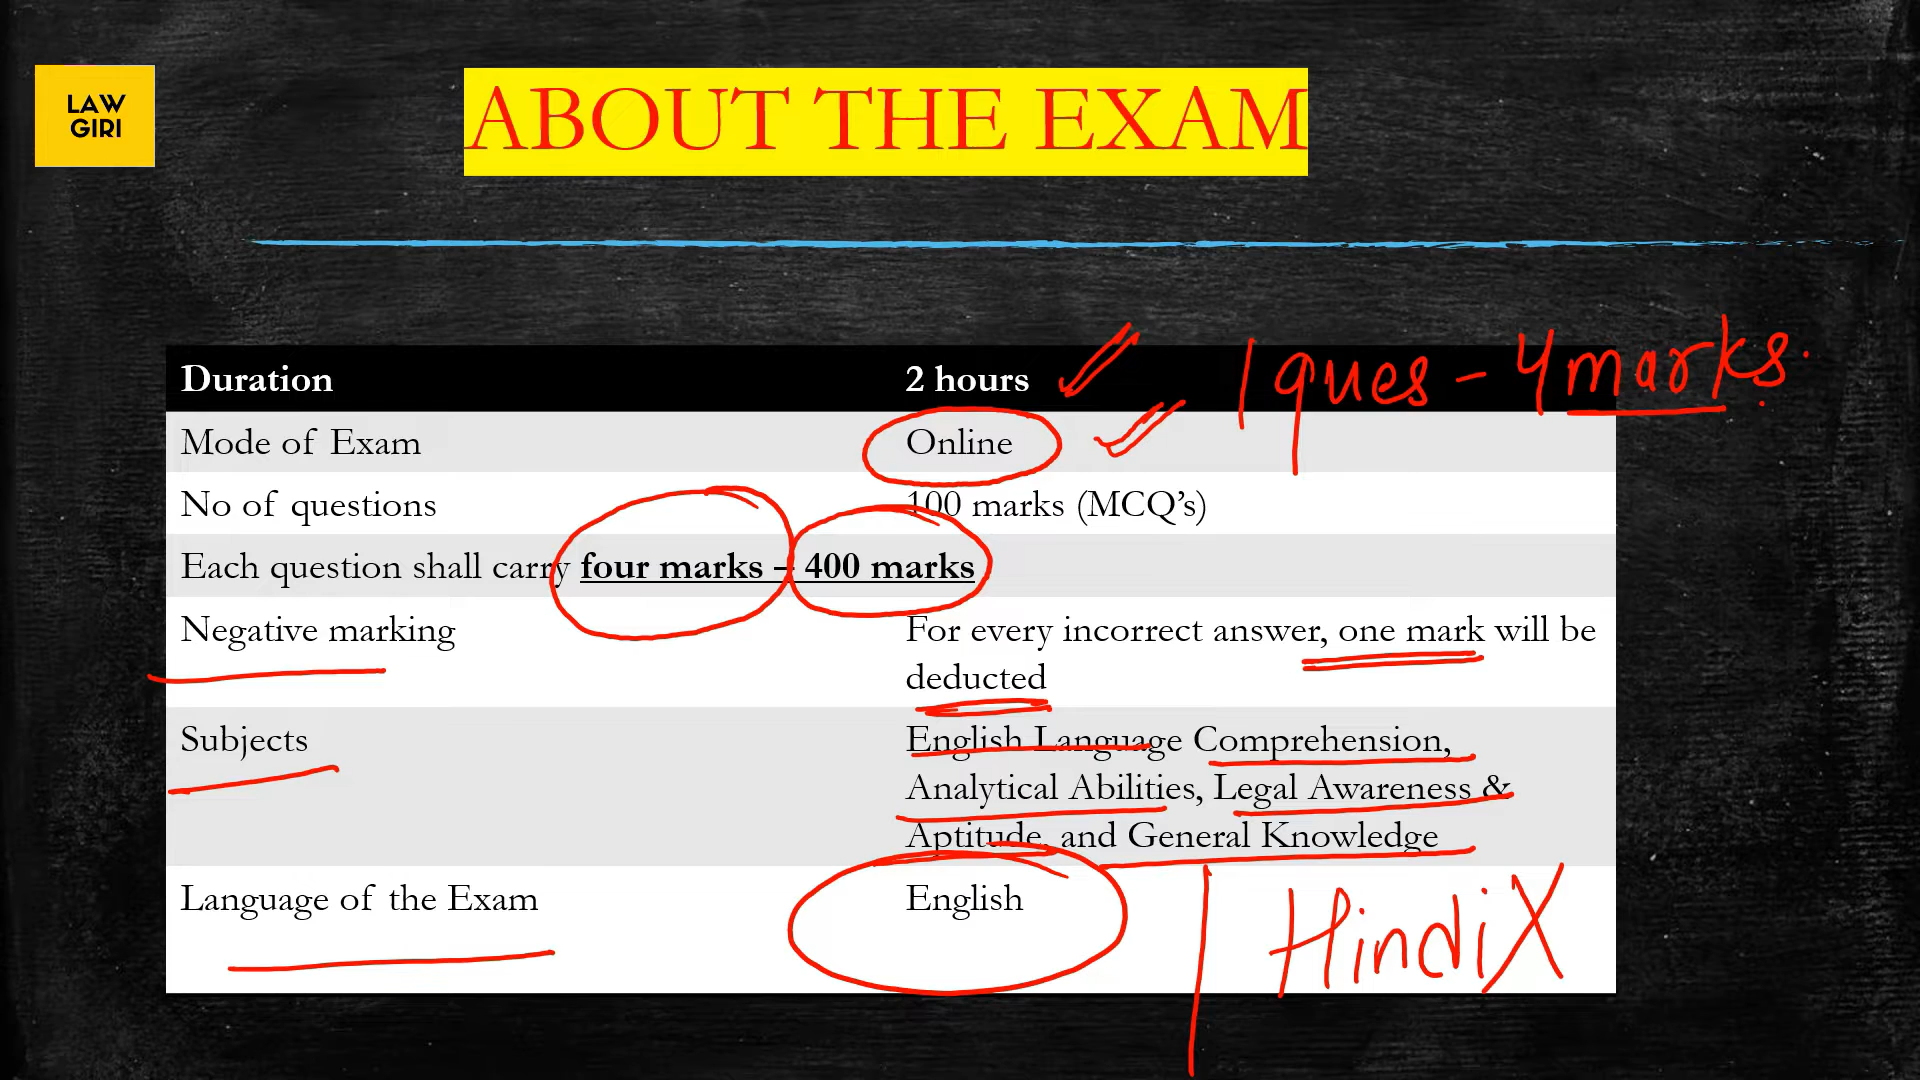 LAW
GIRI
ABOUT THE EXAM
Duration 2 hours
1 ques - 4 marks.
Mode of Exam Online
No of questions 100 marks (MCQ’s)
Each question shall carry four marks – 400 marks
Negative marking For every incorrect answer, one mark will be
deducted
Subjects English Language Comprehension,
Analytical Abilities, Legal Awareness &
Aptitude, and General Knowledge
Language of the Exam English
Hindi X